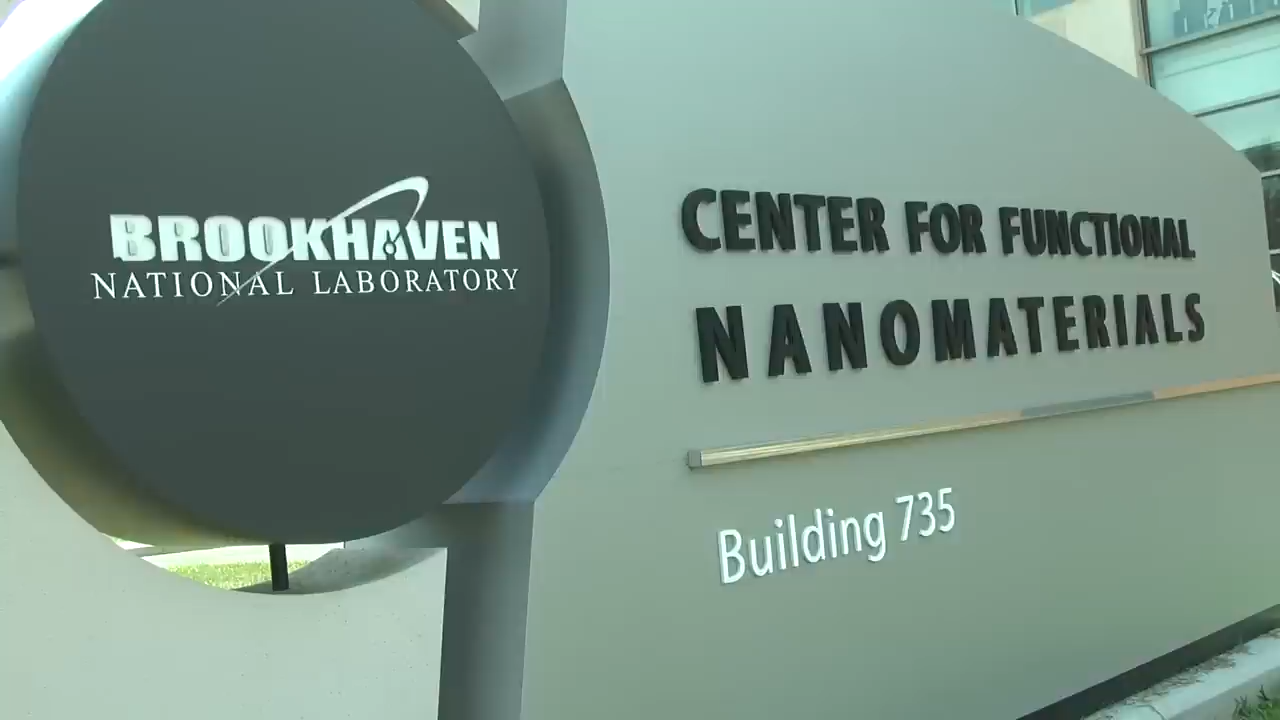 BROOKHAVEN
NATIONAL LABORATORY
CENTER FOR FUNCTIONAL
NANOMATERIALS
Building 735